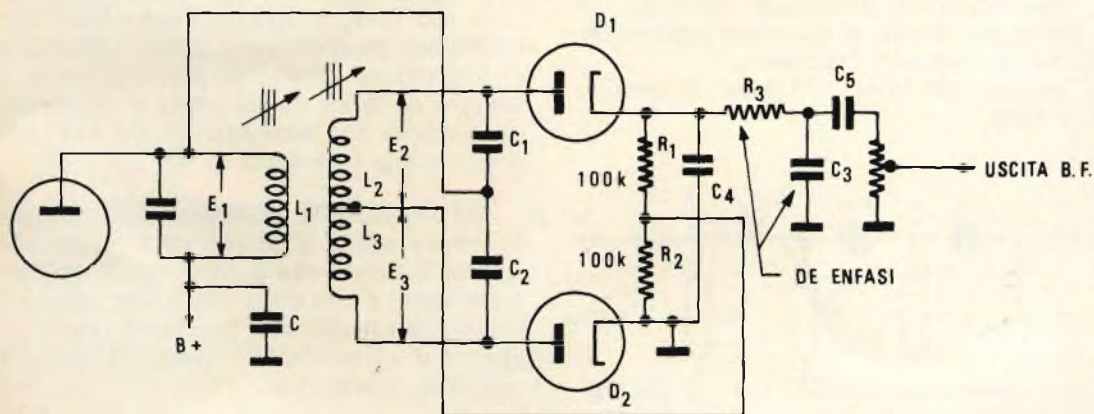 D1
R3
C5
E2
C1
R1
100k
C4
C3
USCITA B.F.
E1
L1
L2
L3
E3
C2
R2
100k
DE ENFASI
C
B+
D2